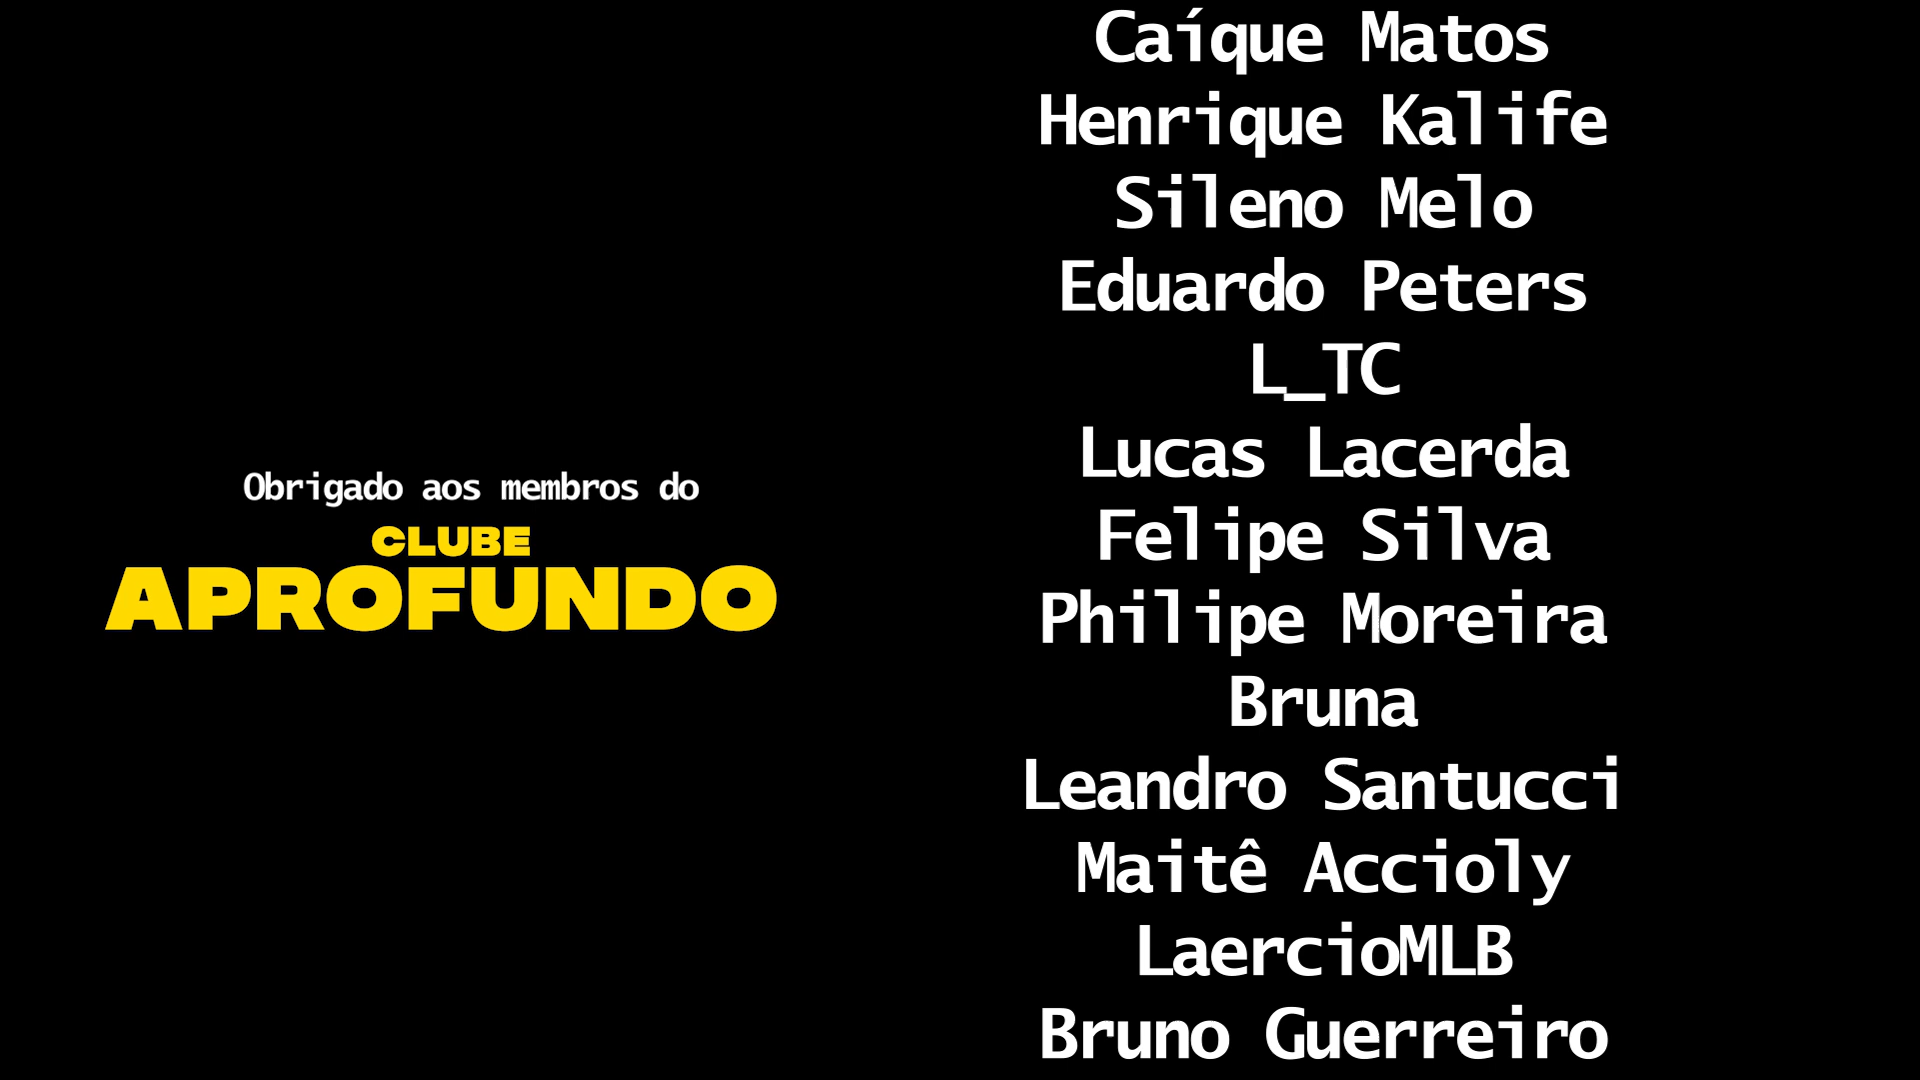 Obrigado aos membros do
CLUBE
APROFUNDO
Caíque Matos
Henrique Kalife
Sileno Melo
Eduardo Peters
L_TC
Lucas Lacerda
Felipe Silva
Philipe Moreira
Bruna
Leandro Santucci
Maitê Accioly
LaercioMLB
Bruno Guerreiro